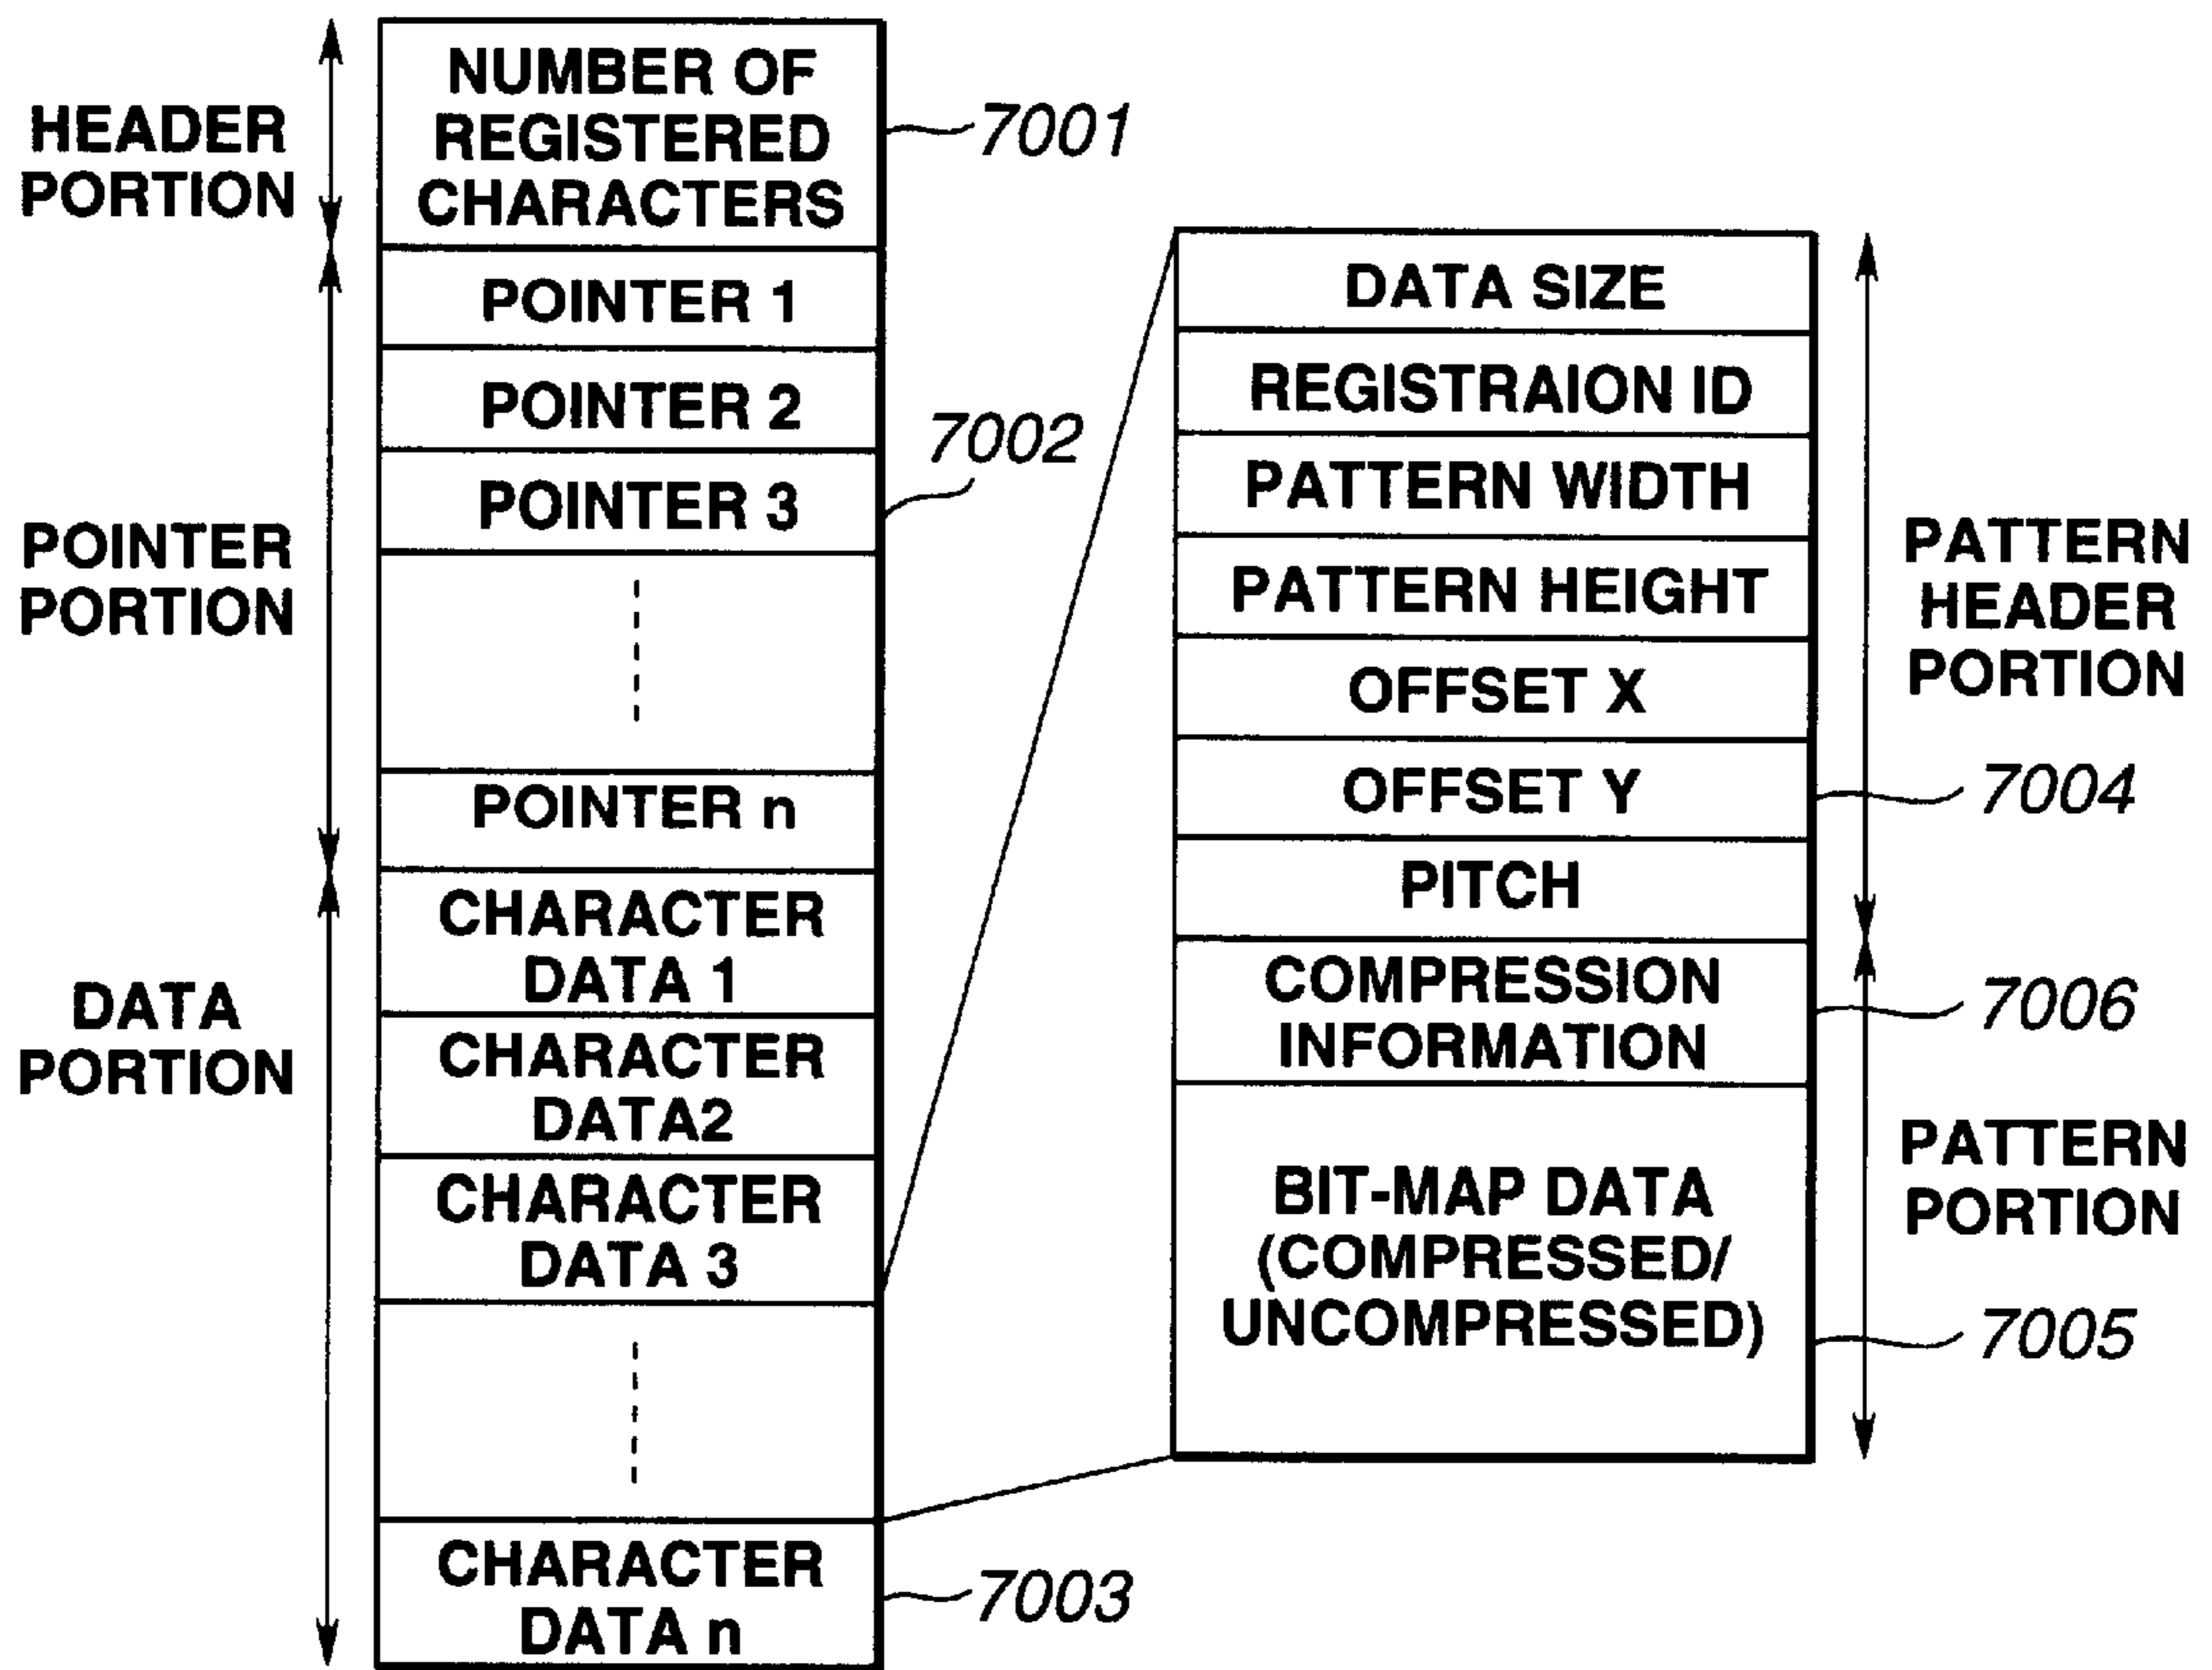 HEADER
PORTION
NUMBER OF
REGISTERED
CHARACTERS
7001
POINTER
PORTION
POINTER 1
POINTER 2
POINTER 3
7002
POINTER n
DATA
PORTION
CHARACTER
DATA 1
CHARACTER
DATA2
CHARACTER
DATA 3
CHARACTER
DATA n
7003
DATA SIZE
REGISTRAION ID
PATTERN WIDTH
PATTERN HEIGHT
OFFSET X
OFFSET Y
PITCH
PATTERN
HEADER
PORTION
7004
COMPRESSION
INFORMATION
7006
BIT-MAP DATA
(COMPRESSED/
UNCOMPRESSED)
PATTERN
PORTION
7005